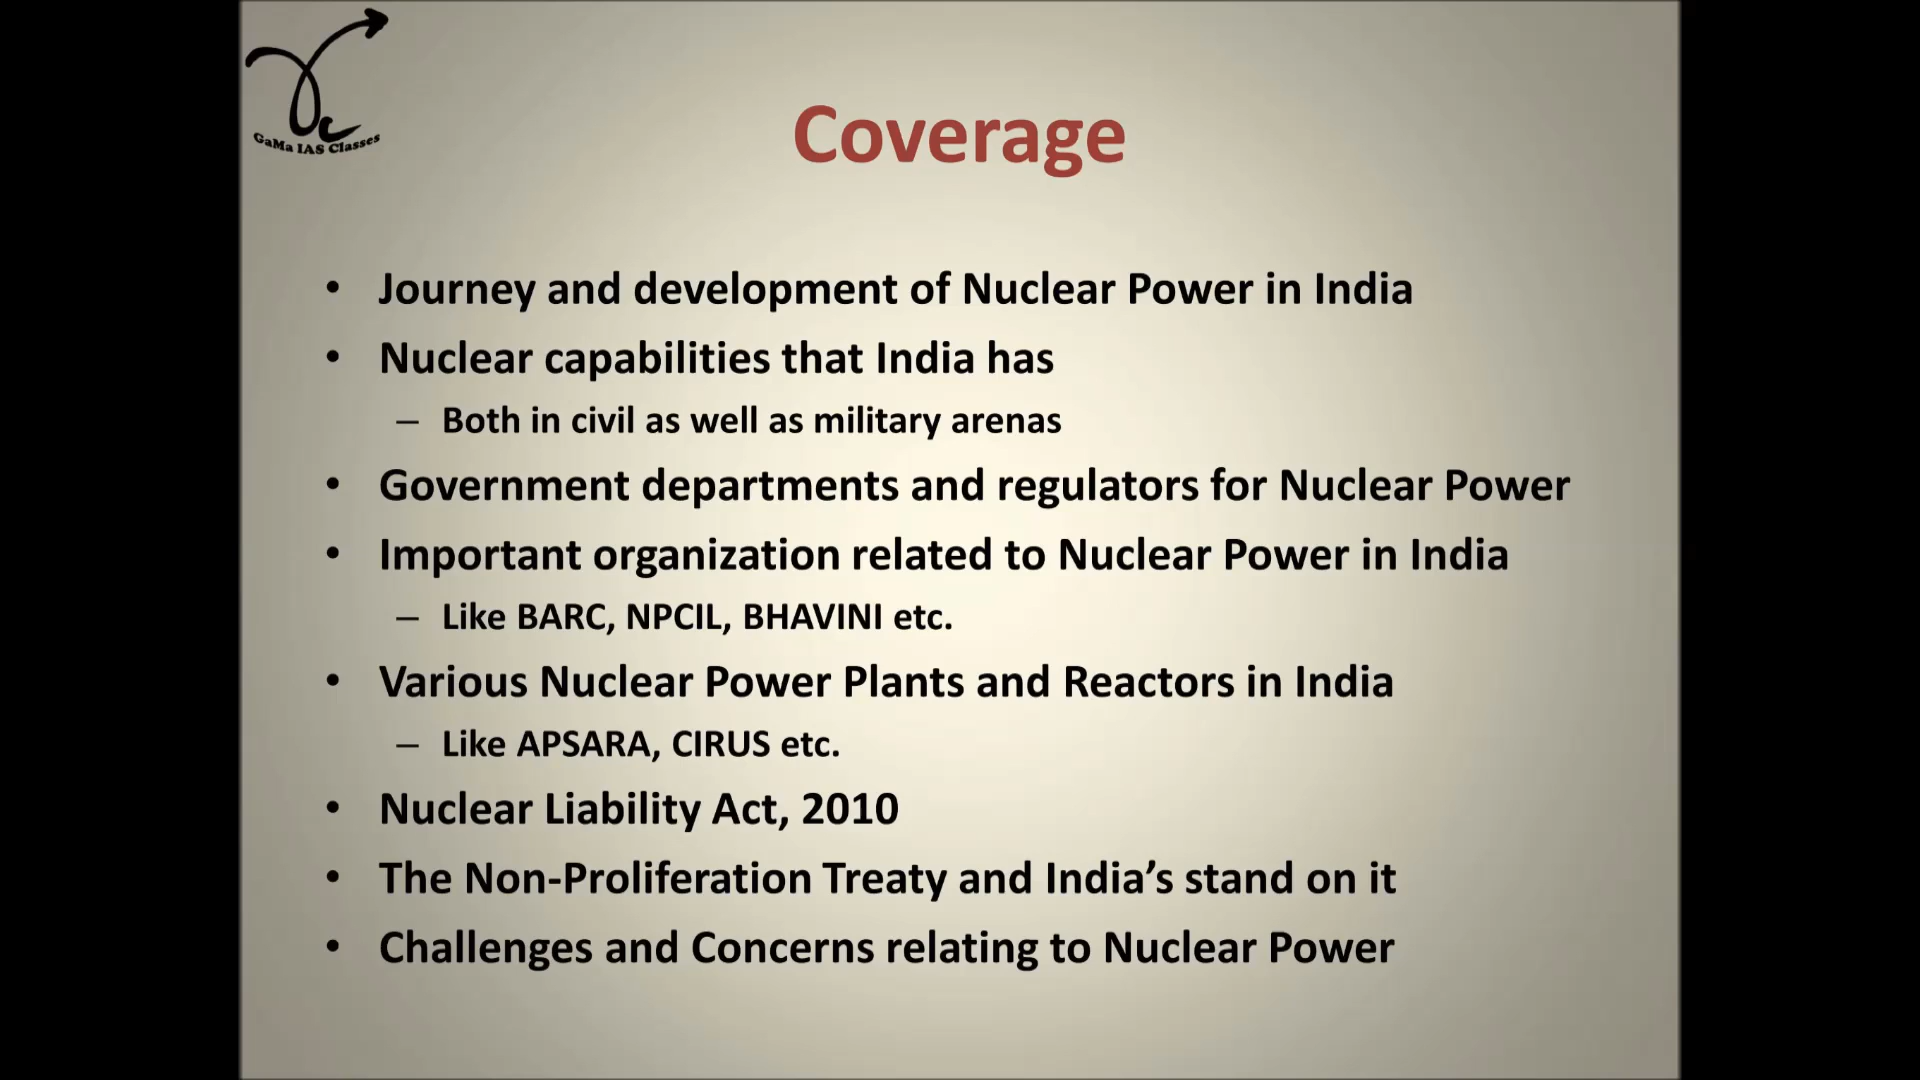 GaMa IAS Classes
Coverage
• Journey and development of Nuclear Power in India
• Nuclear capabilities that India has
– Both in civil as well as military arenas
• Government departments and regulators for Nuclear Power
• Important organization related to Nuclear Power in India
– Like BARC, NPCIL, BHAVINI etc.
• Various Nuclear Power Plants and Reactors in India
– Like APSARA, CIRUS etc.
• Nuclear Liability Act, 2010
• The Non-Proliferation Treaty and India’s stand on it
• Challenges and Concerns relating to Nuclear Power